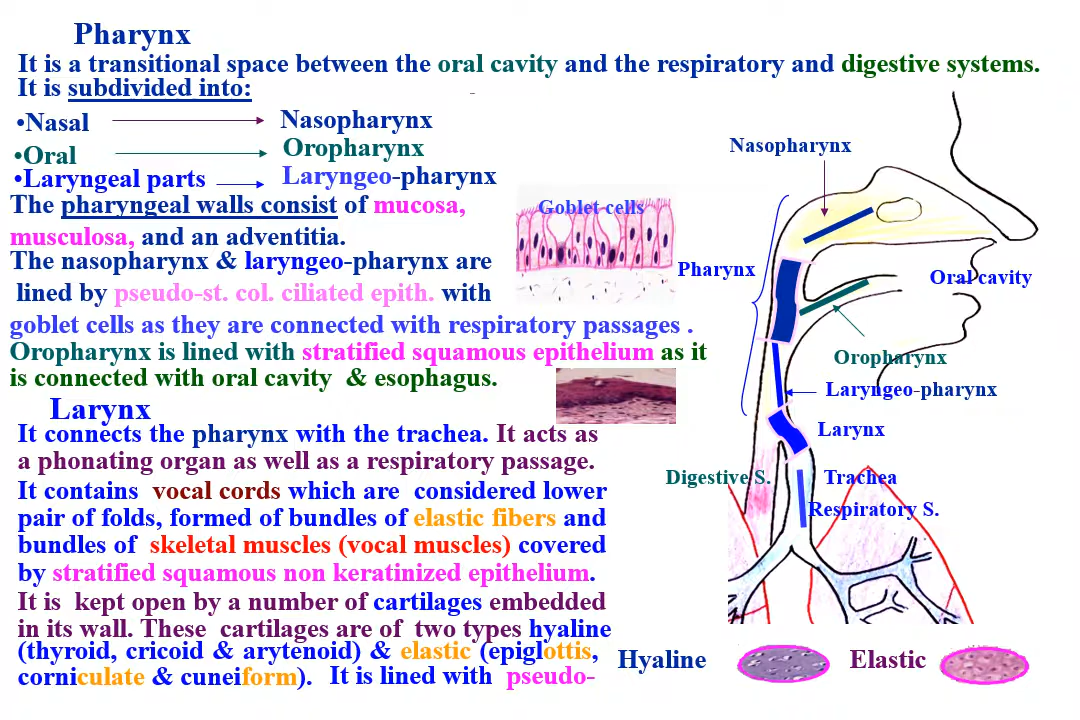 Pharynx
It is a transitional space between the oral cavity and the respiratory and digestive systems.
It is subdivided into:
•Nasal Nasopharynx
•Oral Oropharynx
•Laryngeal parts Laryngeo-pharynx
The pharyngeal walls consist of mucosa,
musculosa, and an adventitia.
The nasopharynx & laryngeo-pharynx are
lined by pseudo-st. col. ciliated epith. with
goblet cells as they are connected with respiratory passages .
Oropharynx is lined with stratified squamous epithelium as it
is connected with oral cavity & esophagus.
Larynx
It connects the pharynx with the trachea. It acts as
a phonating organ as well as a respiratory passage.
It contains vocal cords which are considered lower
pair of folds, formed of bundles of elastic fibers and
bundles of skeletal muscles (vocal muscles) covered
by stratified squamous non keratinized epithelium.
It is kept open by a number of cartilages embedded
in its wall. These cartilages are of two types hyaline
(thyroid, cricoid & arytenoid) & elastic (epiglottis,
corniculate & cuneiform). It is lined with pseudo-
Goblet cells
Nasopharynx
Pharynx
Oral cavity
Oropharynx
Laryngeo-pharynx
Larynx
Digestive S.
Trachea
Respiratory S.
Hyaline
Elastic